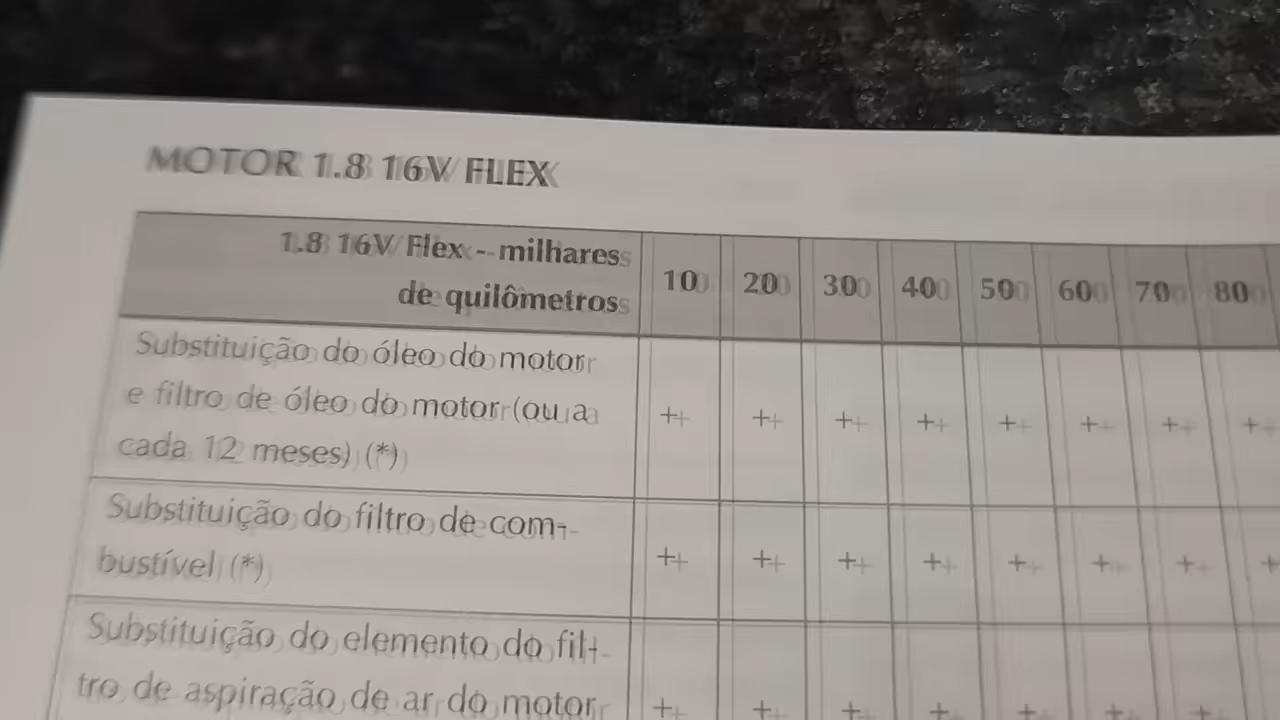 MOTOR 1.8 16V FLEX
1.8 16V Flex - milhares
de quilômetros
10 20 30 40 50 60 70 80
Substituição do óleo do motor
e filtro de óleo do motor (ou a
cada 12 meses) (*)
+ + + + + + + +
Substituição do filtro de com-
bustível (*)
+ + + + + + + +
Substituição do elemento do fil-
tro de aspiração de ar do motor
+ + + + + + +